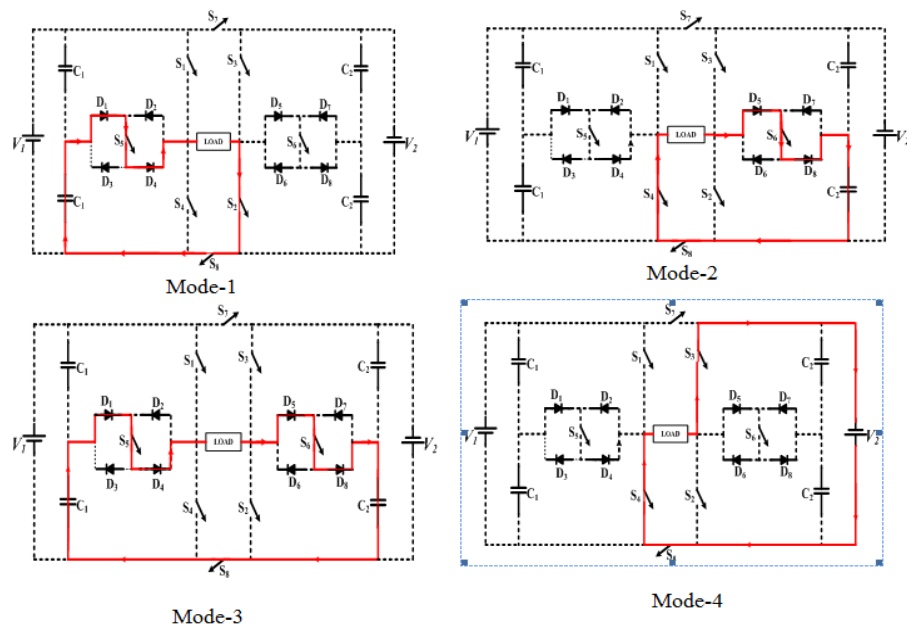 S7
C1
S1
S3
C2
D1
D2
D5
D7
V1
S5
LOAD
S6
V2
D3
D4
D6
D8
C1
S4
S2
C2
S8
Mode-1
S7
C1
S1
S3
C2
D1
D2
D5
D7
V1
S5
LOAD
S6
V2
D3
D4
D6
D8
C1
S4
S2
C2
S8
Mode-2
S7
C1
S1
S3
C2
D1
D2
D5
D7
V1
S5
LOAD
S6
V2
D3
D4
D6
D8
C1
S4
S2
C2
S8
Mode-3
S7
C1
S1
S3
C2
D1
D2
D5
D7
V1
S5
LOAD
S6
V2
D3
D4
D6
D8
C1
S4
S2
C2
S8
Mode-4